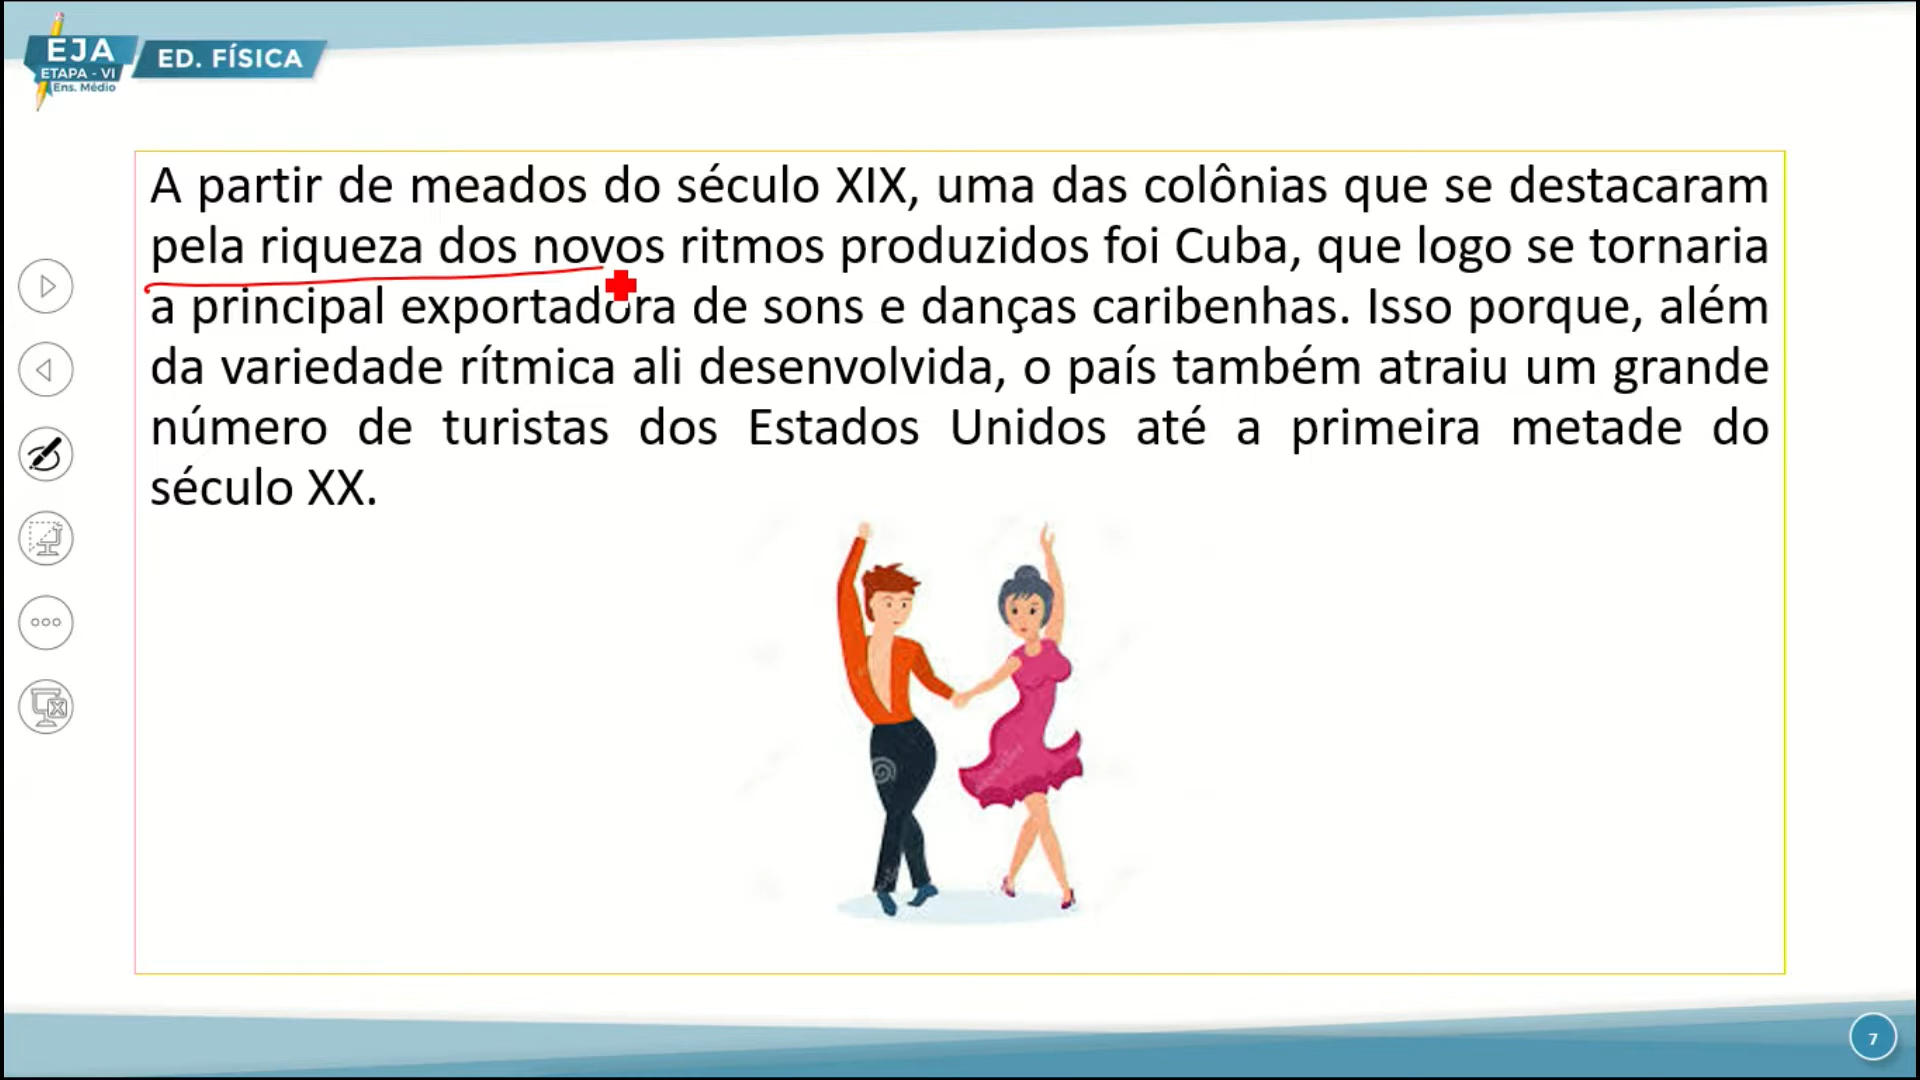 EJA
ETAPA - VI
Ens. Médio
ED. FÍSICA
A partir de meados do século XIX, uma das colônias que se destacaram
pela riqueza dos novos ritmos produzidos foi Cuba, que logo se tornaria
a principal exportadora de sons e danças caribenhas. Isso porque, além
da variedade rítmica ali desenvolvida, o país também atraiu um grande
número de turistas dos Estados Unidos até a primeira metade do
século XX.
7